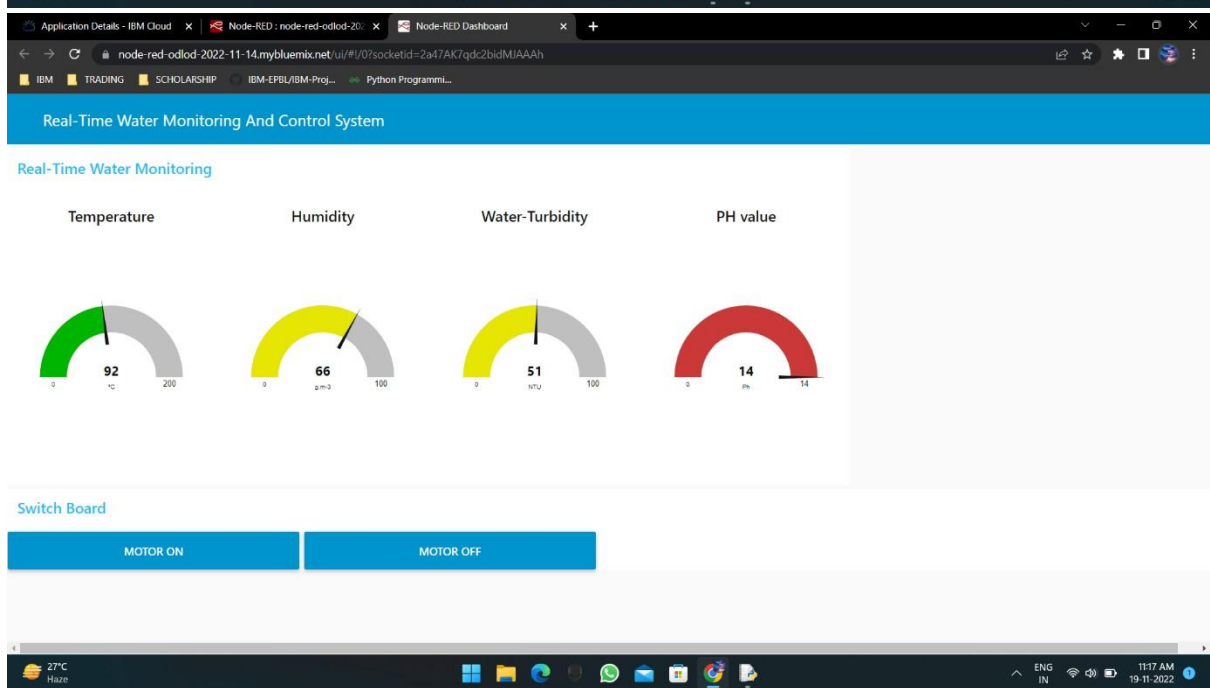 Application Details - IBM Cloud
Node-RED : node-red-odlod-202
Node-RED Dashboard
node-red-odlod-2022-11-14.mybluemix.net/ui/#!/0?socketid=2a47AK7qdc2bidMJAAAh
IBM TRADING SCHOLARSHIP IBM-EPBL/IBM-Proj... Python Programmi...
Real-Time Water Monitoring And Control System
Real-Time Water Monitoring
Temperature Humidity Water-Turbidity PH value
92 66 51 14
0 °C 200 0 g.m-3 100 0 NTU 100 0 Ph 14
Switch Board
MOTOR ON MOTOR OFF
27°C
Haze
ENG
IN
11:17 AM
19-11-2022
1